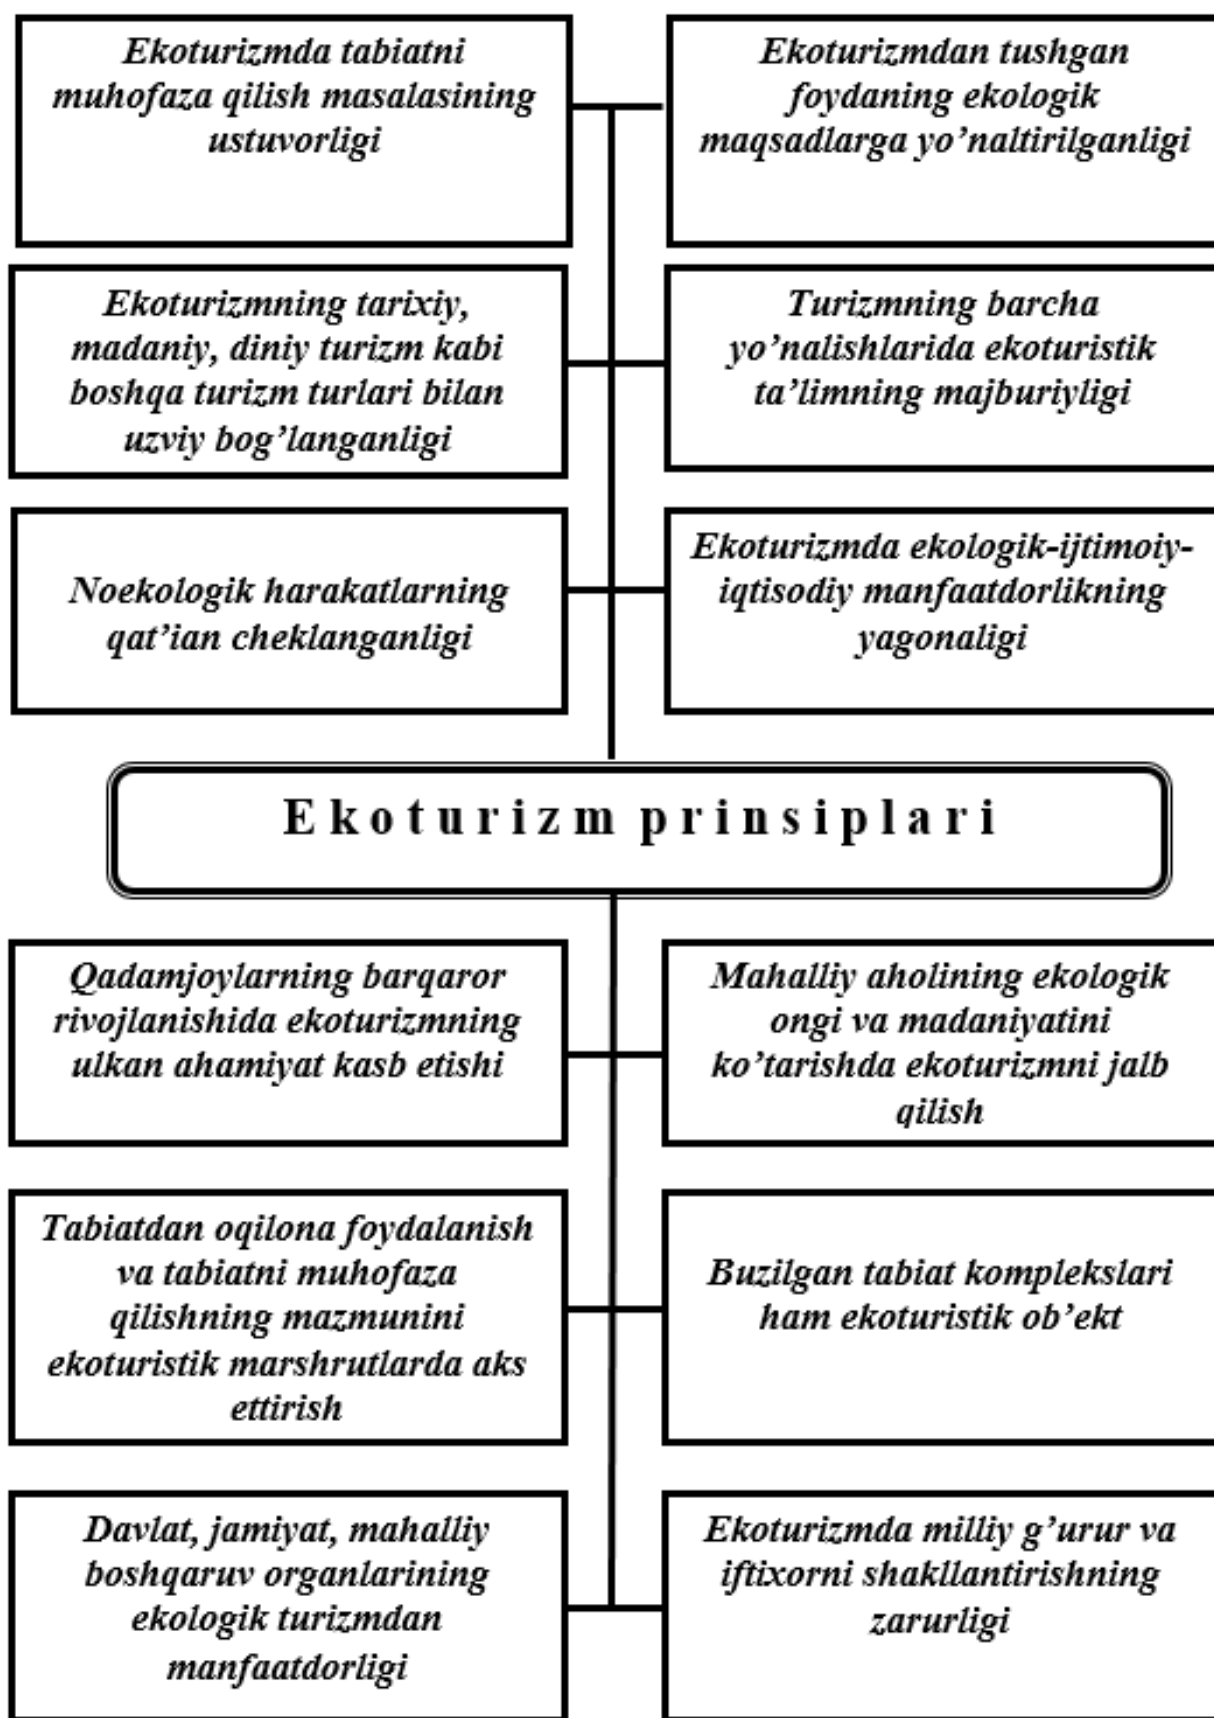 Ekoturizmda tabiatni
muhofaza qilish masalasining
ustuvorligi
Ekoturizmdan tushgan
foydaning ekologik
maqsadlarga yo’naltirilganligi
Ekoturizmning tarixiy,
madaniy, diniy turizm kabi
boshqa turizm turlari bilan
uzviy bog’langanligi
Turizmning barcha
yo’nalishlarida ekoturistik
ta’limning majburiyligi
Noekologik harakatlarning
qat’ian cheklanganligi
Ekoturizmda ekologik-ijtimoiy-
iqtisodiy manfaatdorlikning
yagonaligi
Ekoturizm prinsiplari
Qadamjoylarning barqaror
rivojlanishida ekoturizmning
ulkan ahamiyat kasb etishi
Mahalliy aholining ekologik
ongi va madaniyatini
ko’tarishda ekoturizmni jalb
qilish
Tabiatdan oqilona foydalanish
va tabiatni muhofaza
qilishning mazmunini
ekoturistik marshrutlarda aks
ettirish
Buzilgan tabiat komplekslari
ham ekoturistik ob’ekt
Davlat, jamiyat, mahalliy
boshqaruv organlarining
ekologik turizmdan
manfaatdorligi
Ekoturizmda milliy g’urur va
iftixorni shakllantirishning
zarurligi